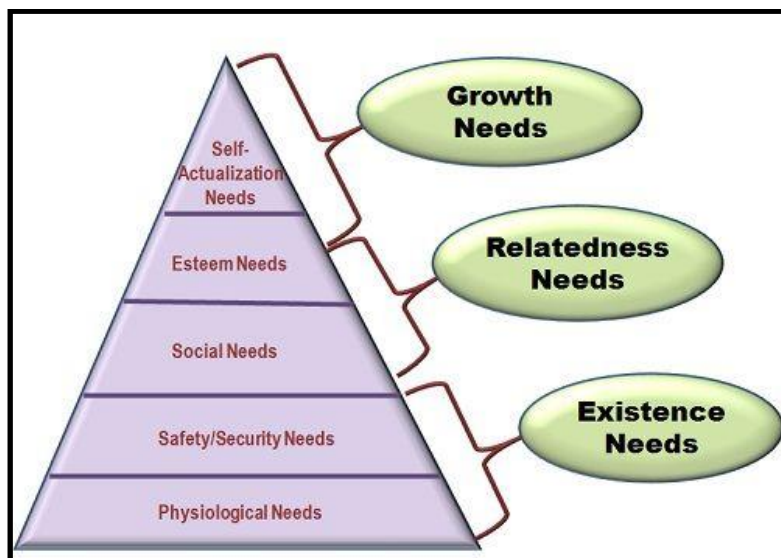 Self-
Actualization
Needs
Esteem Needs
Social Needs
Safety/Security Needs
Physiological Needs
Growth
Needs
Relatedness
Needs
Existence
Needs